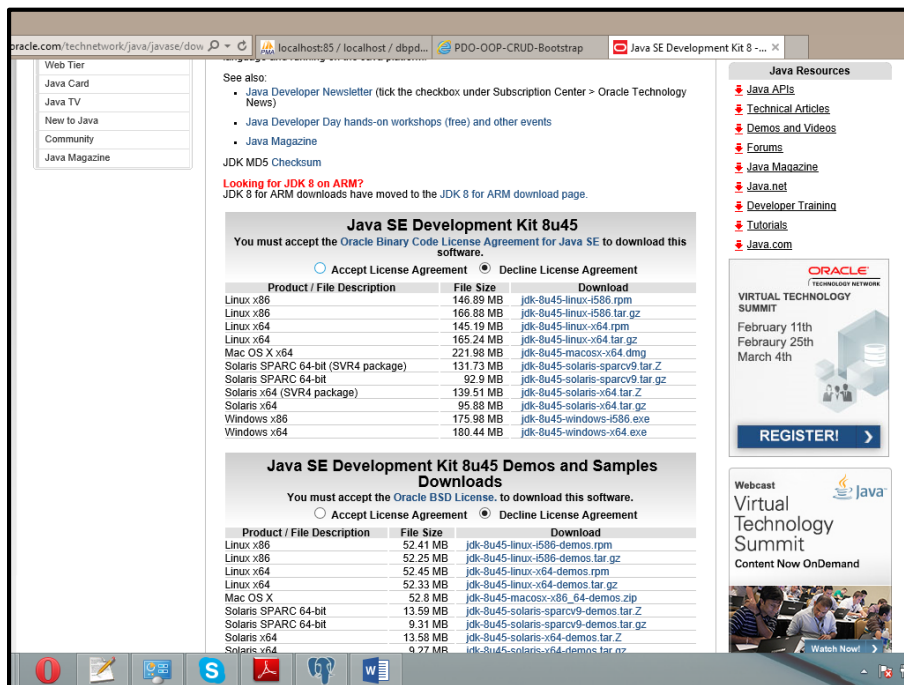 oracle.com/technetwork/java/javase/dow
localhost:85 / localhost / dbpd...
PDO-OOP-CRUD-Bootstrap
Java SE Development Kit 8 -...
Web Tier
Java Card
Java TV
New to Java
Community
Java Magazine
language and running on the Java platform.
See also:
Java Developer Newsletter (tick the checkbox under Subscription Center > Oracle Technology
News)
Java Developer Day hands-on workshops (free) and other events
Java Magazine
JDK MD5 Checksum
Looking for JDK 8 on ARM?
JDK 8 for ARM downloads have moved to the JDK 8 for ARM download page.
Java SE Development Kit 8u45
You must accept the Oracle Binary Code License Agreement for Java SE to download this
software.
Accept License Agreement Decline License Agreement
Product / File Description File Size Download
Linux x86 146.89 MB jdk-8u45-linux-i586.rpm
Linux x86 166.88 MB jdk-8u45-linux-i586.tar.gz
Linux x64 145.19 MB jdk-8u45-linux-x64.rpm
Linux x64 165.24 MB jdk-8u45-linux-x64.tar.gz
Mac OS X x64 221.98 MB jdk-8u45-macosx-x64.dmg
Solaris SPARC 64-bit (SVR4 package) 131.73 MB jdk-8u45-solaris-sparcv9.tar.Z
Solaris SPARC 64-bit 92.9 MB jdk-8u45-solaris-sparcv9.tar.gz
Solaris x64 (SVR4 package) 139.51 MB jdk-8u45-solaris-x64.tar.Z
Solaris x64 95.88 MB jdk-8u45-solaris-x64.tar.gz
Windows x86 175.98 MB jdk-8u45-windows-i586.exe
Windows x64 180.44 MB jdk-8u45-windows-x64.exe
Java SE Development Kit 8u45 Demos and Samples
Downloads
You must accept the Oracle BSD License. to download this software.
Accept License Agreement Decline License Agreement
Product / File Description File Size Download
Linux x86 52.41 MB jdk-8u45-linux-i586-demos.rpm
Linux x86 52.25 MB jdk-8u45-linux-i586-demos.tar.gz
Linux x64 52.45 MB jdk-8u45-linux-x64-demos.rpm
Linux x64 52.33 MB jdk-8u45-linux-x64-demos.tar.gz
Mac OS X 52.8 MB jdk-8u45-macosx-x86_64-demos.zip
Solaris SPARC 64-bit 13.59 MB jdk-8u45-solaris-sparcv9-demos.tar.Z
Solaris SPARC 64-bit 9.31 MB jdk-8u45-solaris-sparcv9-demos.tar.gz
Solaris x64 13.58 MB jdk-8u45-solaris-x64-demos.tar.Z
Solaris x64 9.27 MB jdk-8u45-solaris-x64-demos.tar.gz
Java Resources
Java APIs
Technical Articles
Demos and Videos
Forums
Java Magazine
Java.net
Developer Training
Tutorials
Java.com
ORACLE
TECHNOLOGY NETWORK
VIRTUAL TECHNOLOGY
SUMMIT
February 11th
Febraury 25th
March 4th
REGISTER!
Webcast
Java
Virtual
Technology
Summit
Content Now OnDemand
Watch Now!